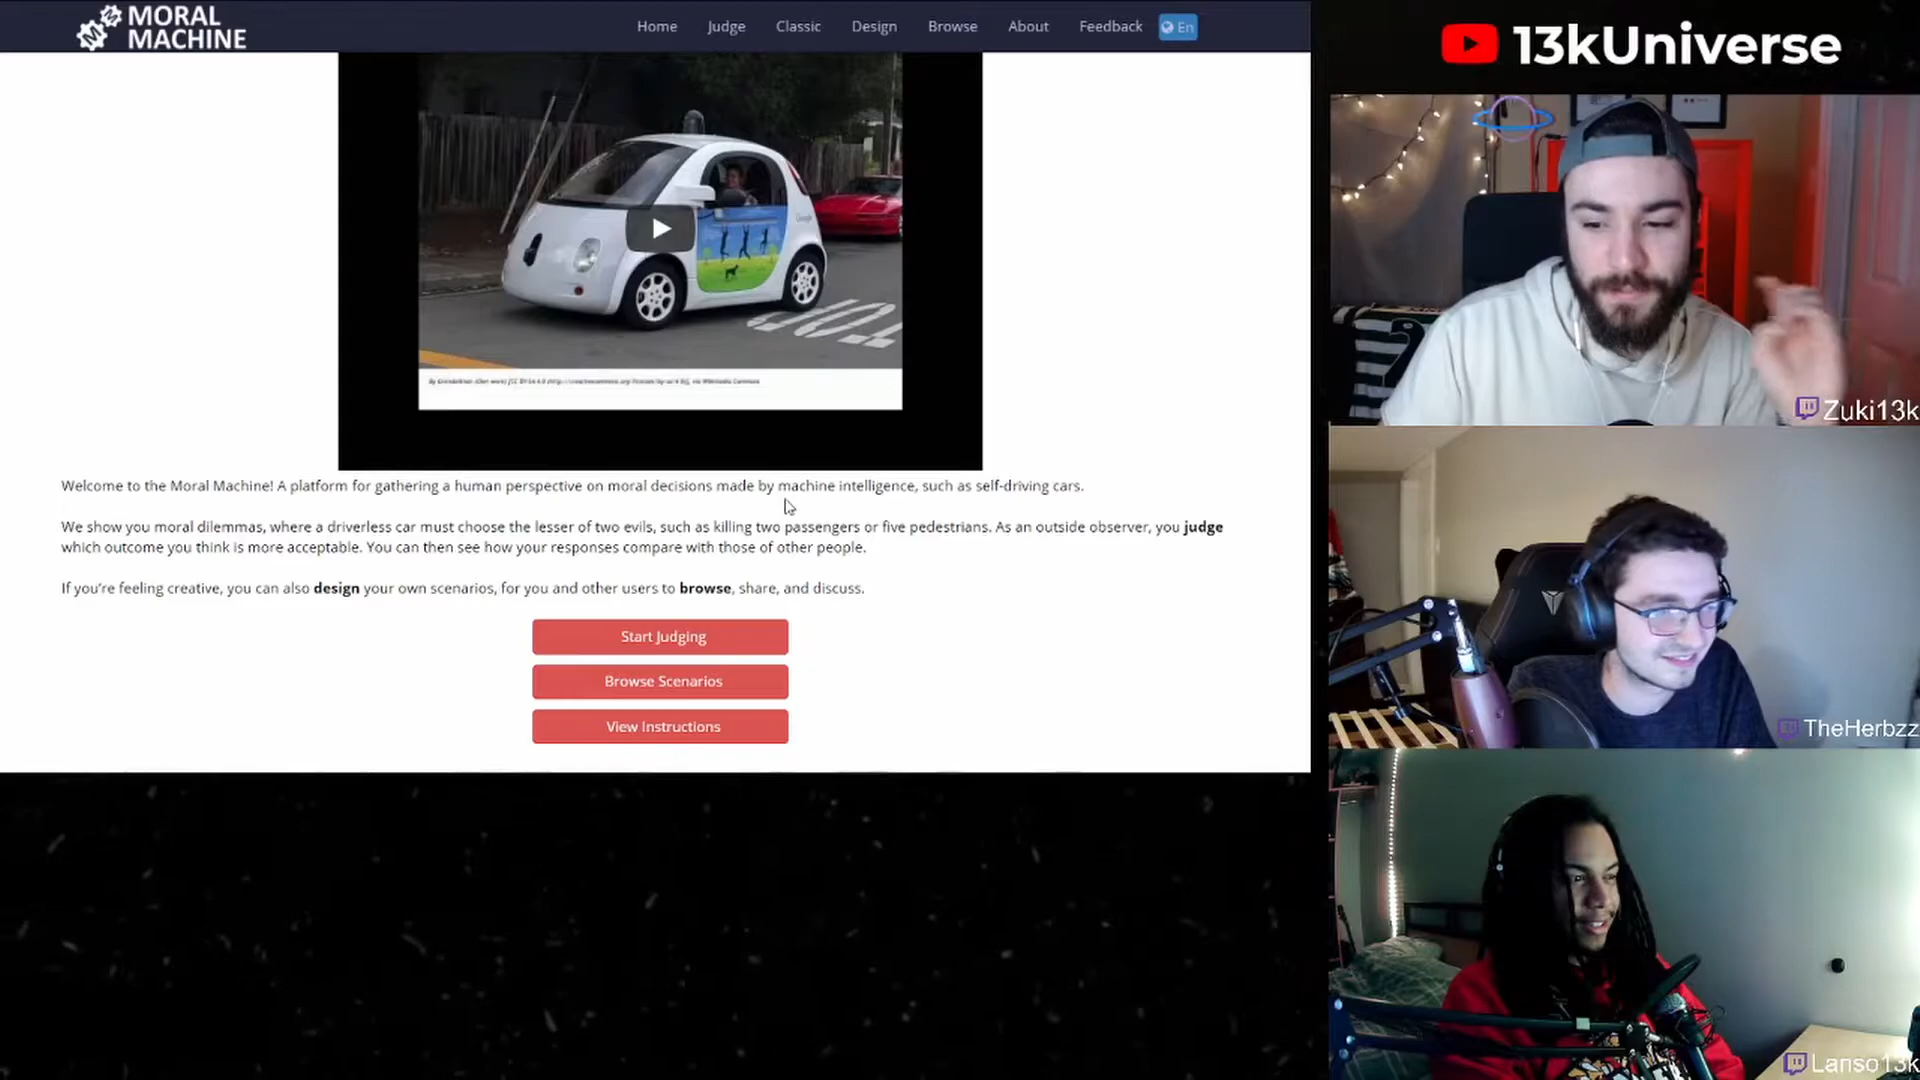 MORAL
MACHINE
Home Judge Classic Design Browse About Feedback En
13kUniverse
Google
Zuki13k
Welcome to the Moral Machine! A platform for gathering a human perspective on moral decisions made by machine intelligence, such as self-driving cars.
We show you moral dilemmas, where a driverless car must choose the lesser of two evils, such as killing two passengers or five pedestrians. As an outside observer, you judge
which outcome you think is more acceptable. You can then see how your responses compare with those of other people.
If you’re feeling creative, you can also design your own scenarios, for you and other users to browse, share, and discuss.
Start Judging
Browse Scenarios
View Instructions
TheHerbzz
Lanso13k